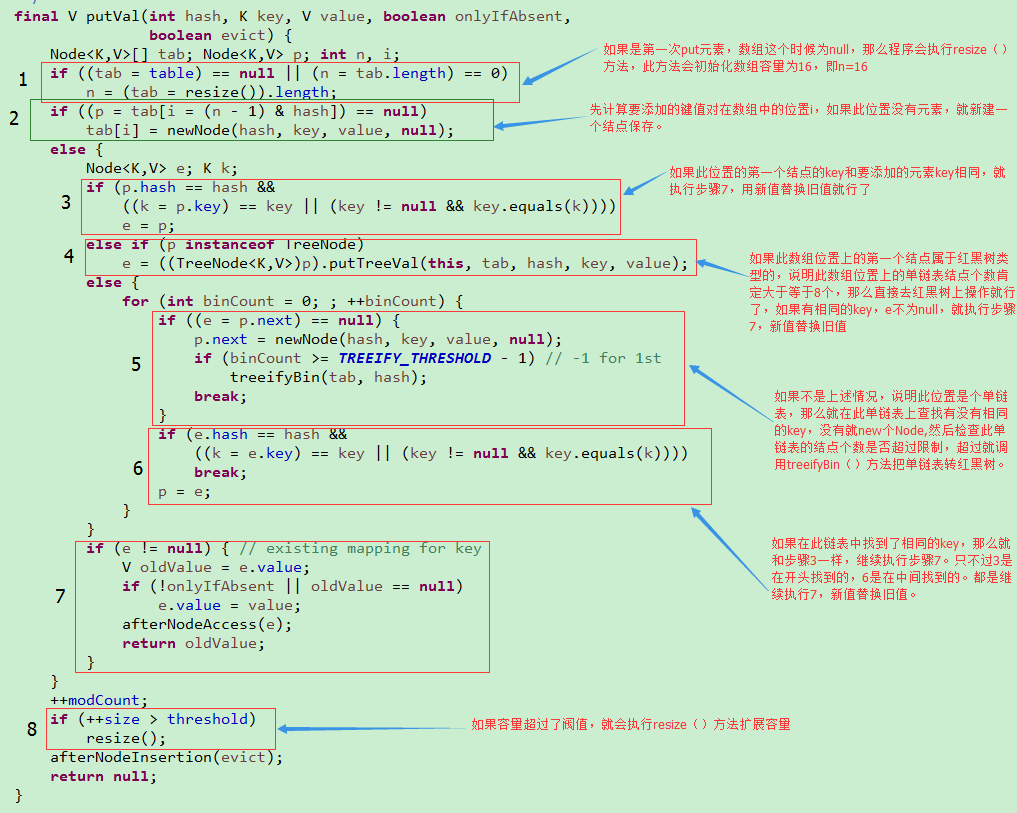 final V putVal(int hash, K key, V value, boolean onlyIfAbsent,
boolean evict) {
Node<K,V>[] tab; Node<K,V> p; int n, i;
1
if ((tab = table) == null || (n = tab.length) == 0)
n = (tab = resize()).length;
如果是第一次put元素，数组这个时候为null，那么程序会执行resize（）
方法，此方法会初始化数组容量为16，即n=16
2
if ((p = tab[i = (n - 1) & hash]) == null)
tab[i] = newNode(hash, key, value, null);
先计算要添加的键值对在数组中的位置i，如果此位置没有元素，就新建一
个结点保存。
else {
Node<K,V> e; K k;
3
if (p.hash == hash &&
((k = p.key) == key || (key != null && key.equals(k))))
e = p;
如果此位置的第一个结点的key和要添加的元素key相同，就
执行步骤7，用新值替换旧值就行了
4
else if (p instanceof TreeNode)
e = ((TreeNode<K,V>)p).putTreeVal(this, tab, hash, key, value);
如果此数组位置上的第一个结点属于红黑树类
型的，说明此数组位置上的单链表结点个数肯
定大于等于8个，那么直接去红黑树上操作就行
了，如果有相同的key，e不为null，就执行步骤
7，新值替换旧值
else {
for (int binCount = 0; ; ++binCount) {
5
if ((e = p.next) == null) {
p.next = newNode(hash, key, value, null);
if (binCount >= TREEIFY_THRESHOLD - 1) // -1 for 1st
treeifyBin(tab, hash);
break;
}
如果不是上述情况，说明此位置是个单链
表，那么就在此单链表上查找有没有相同
的key，没有就new个Node,然后检查此单
链表的结点个数是否超过限制，超过就调
用treeifyBin（）方法把单链表转红黑树。
6
if (e.hash == hash &&
((k = e.key) == key || (key != null && key.equals(k))))
break;
p = e;
}
}
如果在此链表中找到了相同的key，那么就
和步骤3一样，继续执行步骤7。只不过3是
在开头找到的，6是在中间找到的。都是继
续执行7，新值替换旧值。
7
if (e != null) { // existing mapping for key
V oldValue = e.value;
if (!onlyIfAbsent || oldValue == null)
e.value = value;
afterNodeAccess(e);
return oldValue;
}
}
++modCount;
8
if (++size > threshold)
resize();
如果容量超过了阀值，就会执行resize（）方法扩展容量
afterNodeInsertion(evict);
return null;
}